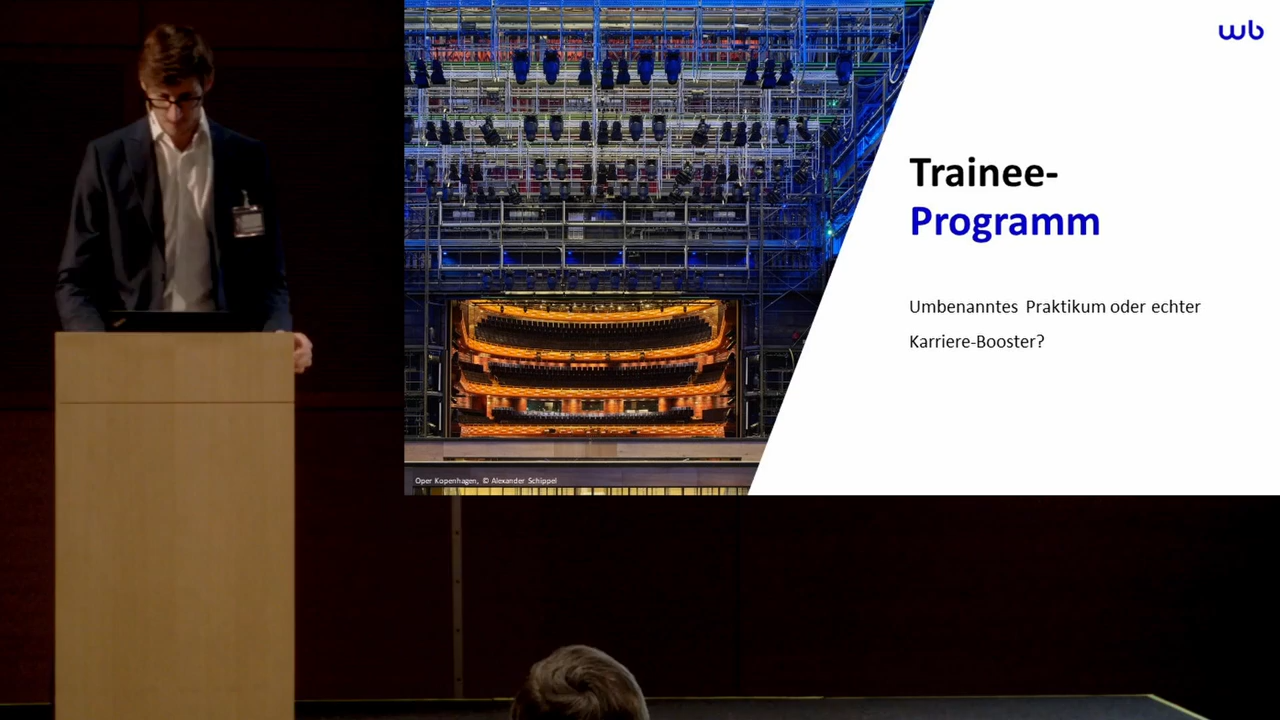 wb
Trainee-
Programm
Umbenanntes Praktikum oder echter
Karriere-Booster?
Oper Kopenhagen, © Alexander Schippel